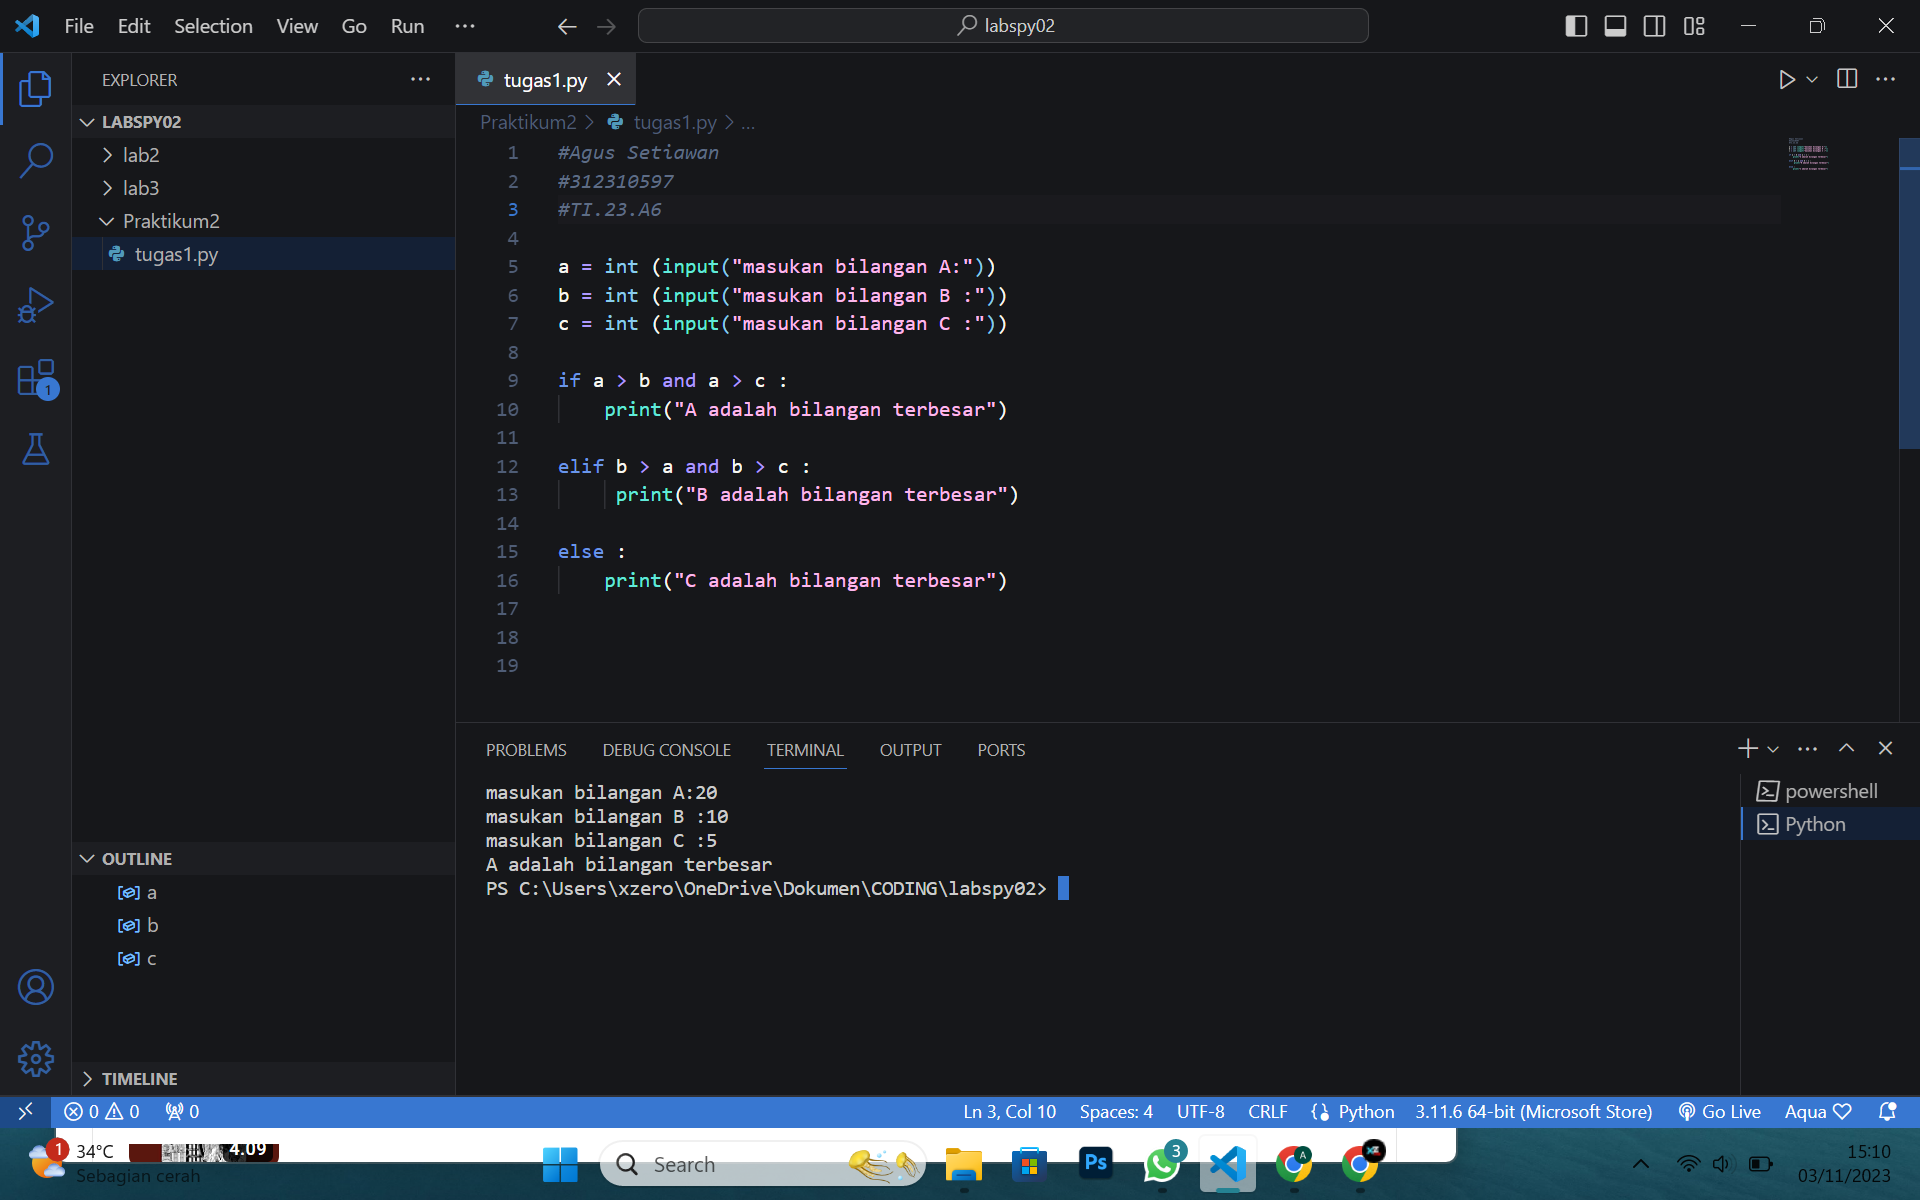 File Edit Selection View Go Run ··· labspy02
EXPLORER ···
LABSPY02
lab2
lab3
Praktikum2
tugas1.py
OUTLINE
a
b
c
TIMELINE
1
tugas1.py
Praktikum2 > tugas1.py > ...
1 #Agus Setiawan
2 #312310597
3 #TI.23.A6
4
5 a = int (input("masukan bilangan A:"))
6 b = int (input("masukan bilangan B :"))
7 c = int (input("masukan bilangan C :"))
8
9 if a > b and a > c :
10 print("A adalah bilangan terbesar")
11
12 elif b > a and b > c :
13 print("B adalah bilangan terbesar")
14
15 else :
16 print("C adalah bilangan terbesar")
17
18
19
PROBLEMS DEBUG CONSOLE TERMINAL OUTPUT PORTS
masukan bilangan A:20
masukan bilangan B :10
masukan bilangan C :5
A adalah bilangan terbesar
PS C:\Users\xzero\OneDrive\Dokumen\CODING\labspy02>
powershell
Python
0 0 0 Ln 3, Col 10 Spaces: 4 UTF-8 CRLF Python 3.11.6 64-bit (Microsoft Store) Go Live Aqua
1 34°C
Sebagian cerah
4.09
Search
Ps
3
A
15:10
03/11/2023